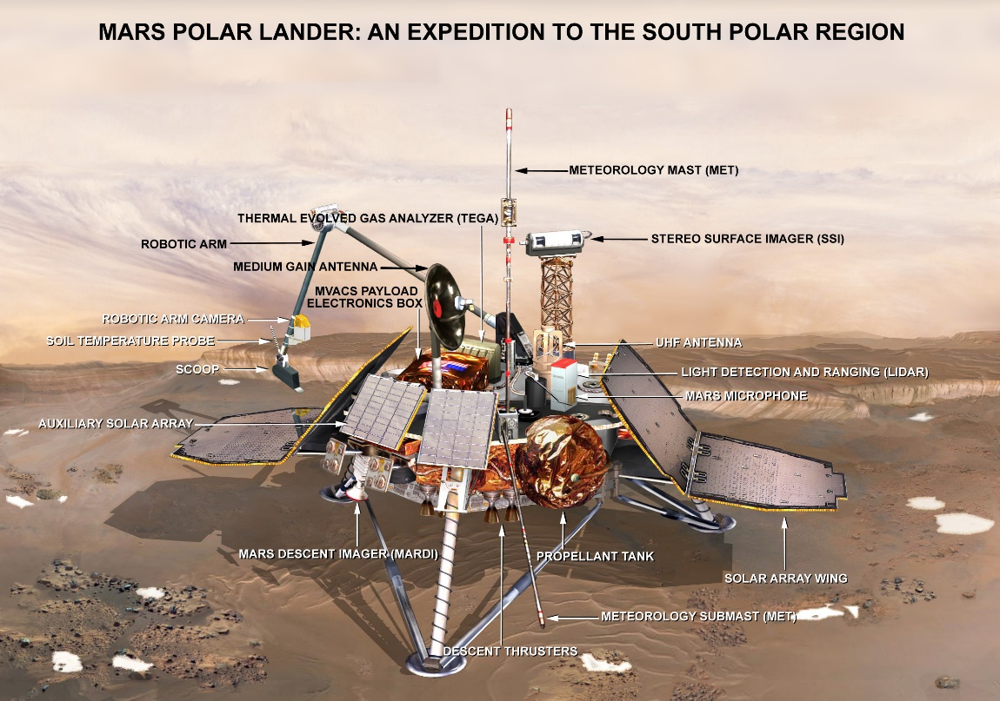 MARS POLAR LANDER: AN EXPEDITION TO THE SOUTH POLAR REGION
METEOROLOGY MAST (MET)
THERMAL EVOLVED GAS ANALYZER (TEGA)
STEREO SURFACE IMAGER (SSI)
ROBOTIC ARM
MEDIUM GAIN ANTENNA
MVACS PAYLOAD
ELECTRONICS BOX
ROBOTIC ARM CAMERA
SOIL TEMPERATURE PROBE
UHF ANTENNA
SCOOP
LIGHT DETECTION AND RANGING (LIDAR)
MARS MICROPHONE
AUXILIARY SOLAR ARRAY
MARS DESCENT IMAGER (MARDI)
PROPELLANT TANK
SOLAR ARRAY WING
METEOROLOGY SUBMAST (MET)
DESCENT THRUSTERS